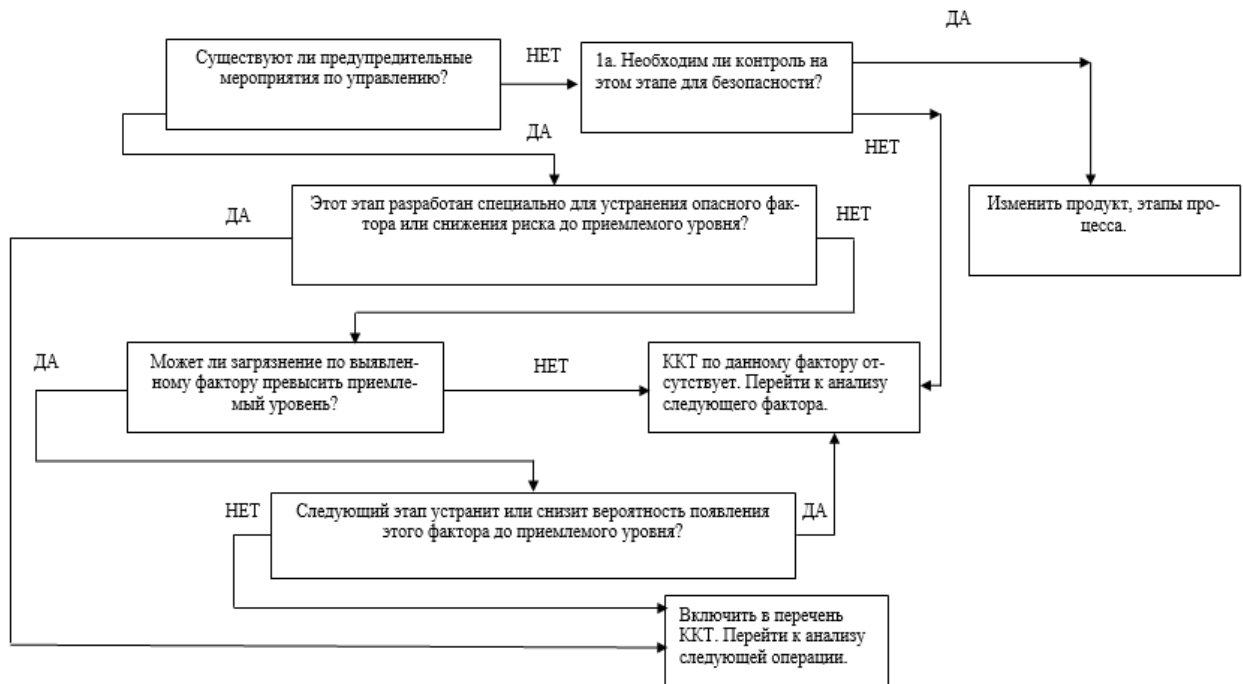 ДА
Существуют ли предупредительные
мероприятия по управлению?
НЕТ
1а. Необходим ли контроль на
этом этапе для безопасности?
ДА
НЕТ
Этот этап разработан специально для устранения опасного фак-
тора или снижения риска до приемлемого уровня?
ДА
НЕТ
Изменить продукт, этапы про-
цесса.
ДА
Может ли загрязнение по выявлен-
ному фактору превысить приемле-
мый уровень?
НЕТ
ККТ по данному фактору от-
сутствует. Перейти к анализу
следующего фактора.
НЕТ
Следующий этап устранит или снизит вероятность появления
этого фактора до приемлемого уровня?
ДА
Включить в перечень
ККТ. Перейти к анализу
следующей операции.